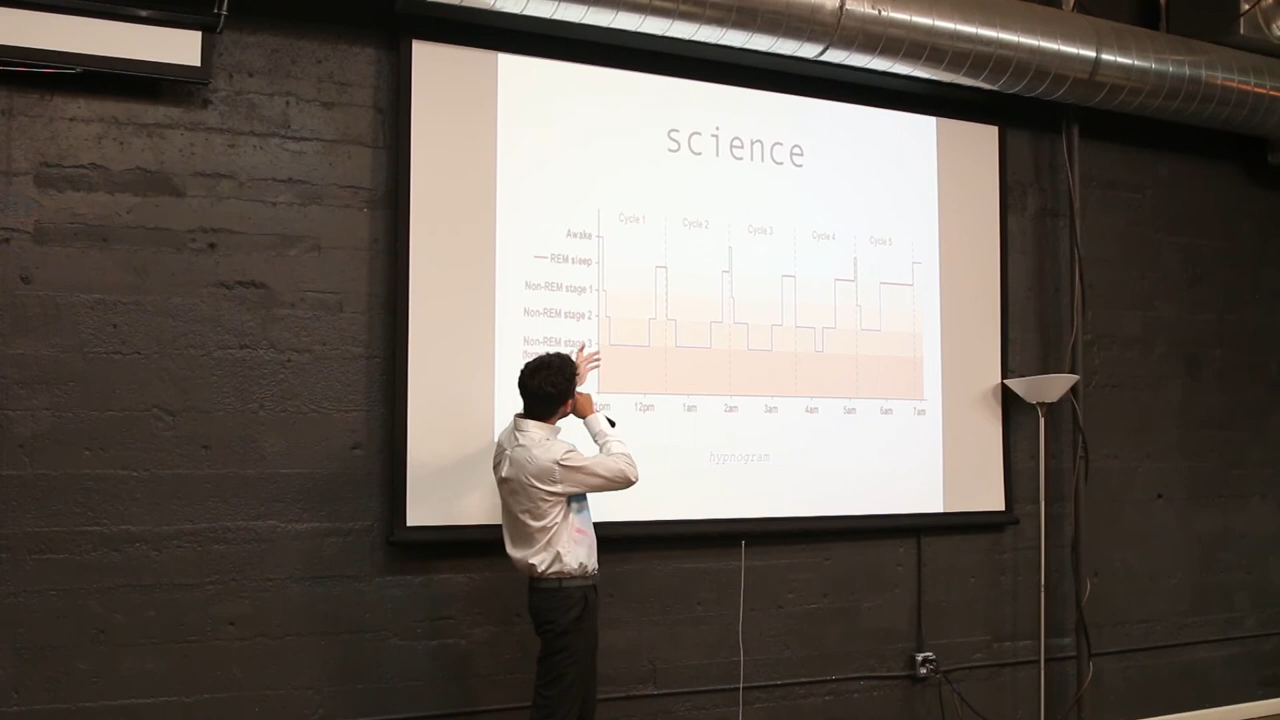 science
Cycle 1 Cycle 2 Cycle 3 Cycle 4 Cycle 5
Awake
REM sleep
Non-REM stage 1
Non-REM stage 2
Non-REM stage 3
12pm 1am 2am 3am 4am 5am 6am 7am
hypnogram